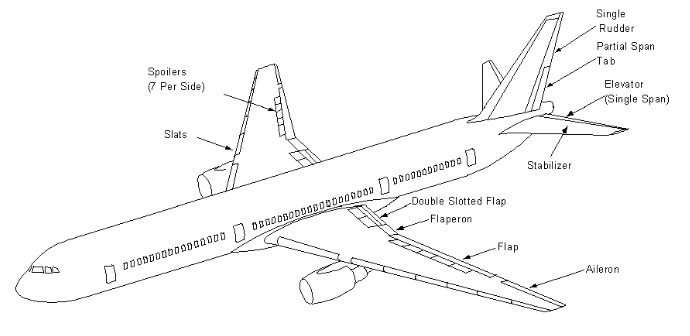 Single
Rudder
Partial Span
Tab
Spoilers
(7 Per Side)
Elevator
(Single Span)
Slats
Stabilizer
Double Slotted Flap
Flaperon
Flap
Aileron